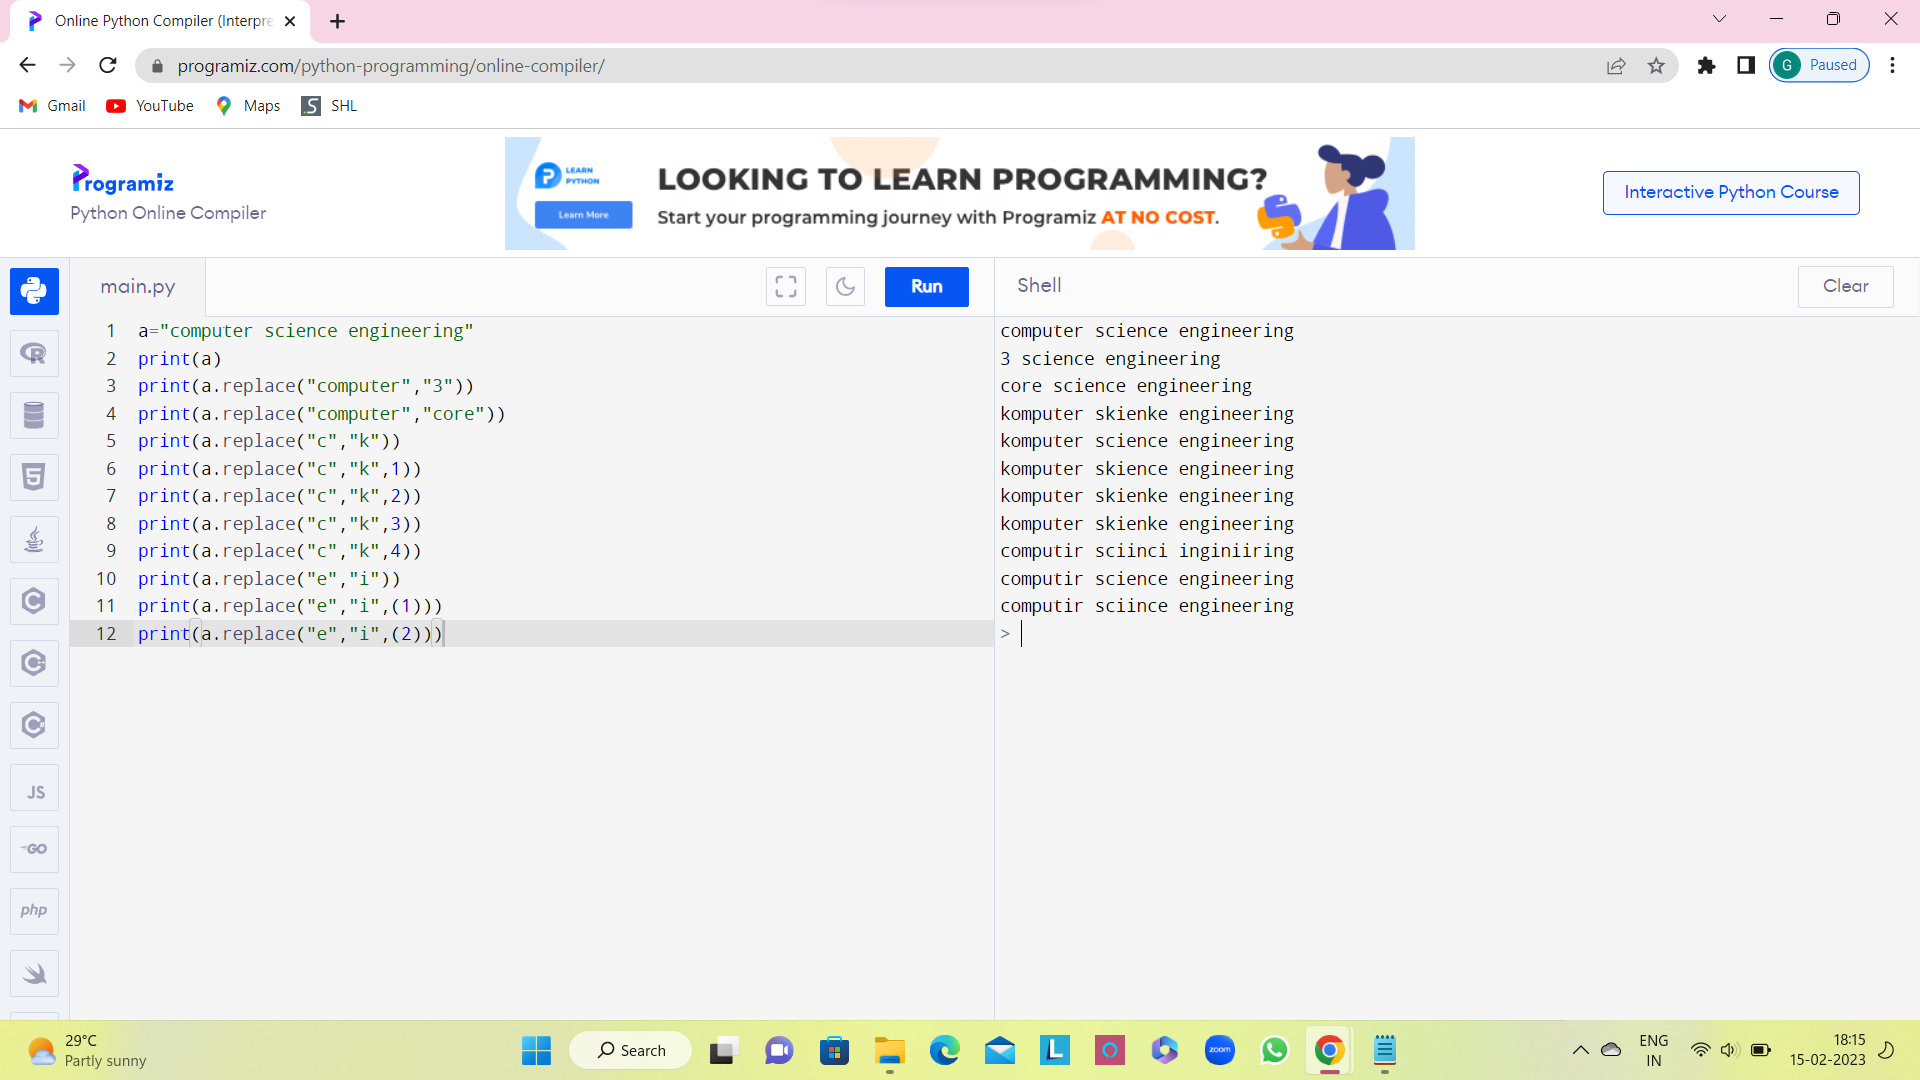 Online Python Compiler (Interpre
programiz.com/python-programming/online-compiler/
G Paused
Gmail YouTube Maps SHL
Programiz
Python Online Compiler
LEARN
PYTHON
Learn More
LOOKING TO LEARN PROGRAMMING?
Start your programming journey with Programiz AT NO COST.
Interactive Python Course
main.py
Run
1 a="computer science engineering"
2 print(a)
3 print(a.replace("computer","3"))
4 print(a.replace("computer","core"))
5 print(a.replace("c","k"))
6 print(a.replace("c","k",1))
7 print(a.replace("c","k",2))
8 print(a.replace("c","k",3))
9 print(a.replace("c","k",4))
10 print(a.replace("e","i"))
11 print(a.replace("e","i",(1)))
12 print(a.replace("e","i",(2)))
Shell
Clear
computer science engineering
3 science engineering
core science engineering
komputer skienke engineering
komputer science engineering
komputer skience engineering
komputer skienke engineering
komputer skienke engineering
computir sciinci inginiiring
computir science engineering
computir sciince engineering
>
R
5
C
C
C
JS
GO
php
29°C
Partly sunny
Search
L
zoom
ENG
IN
18:15
15-02-2023